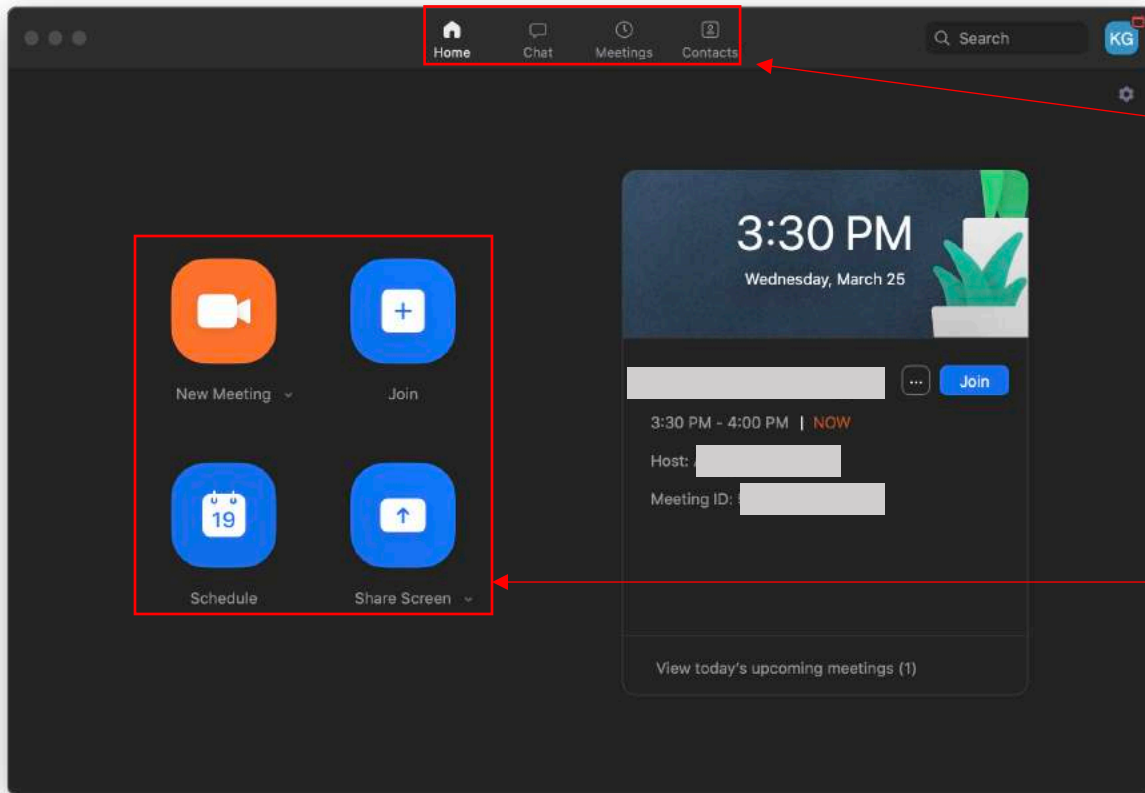 Home Chat Meetings Contacts
Search
KG
3:30 PM
Wednesday, March 25
New Meeting Join
... Join
3:30 PM - 4:00 PM | NOW
Host:
Meeting ID:
19
Schedule Share Screen
View today's upcoming meetings (1)